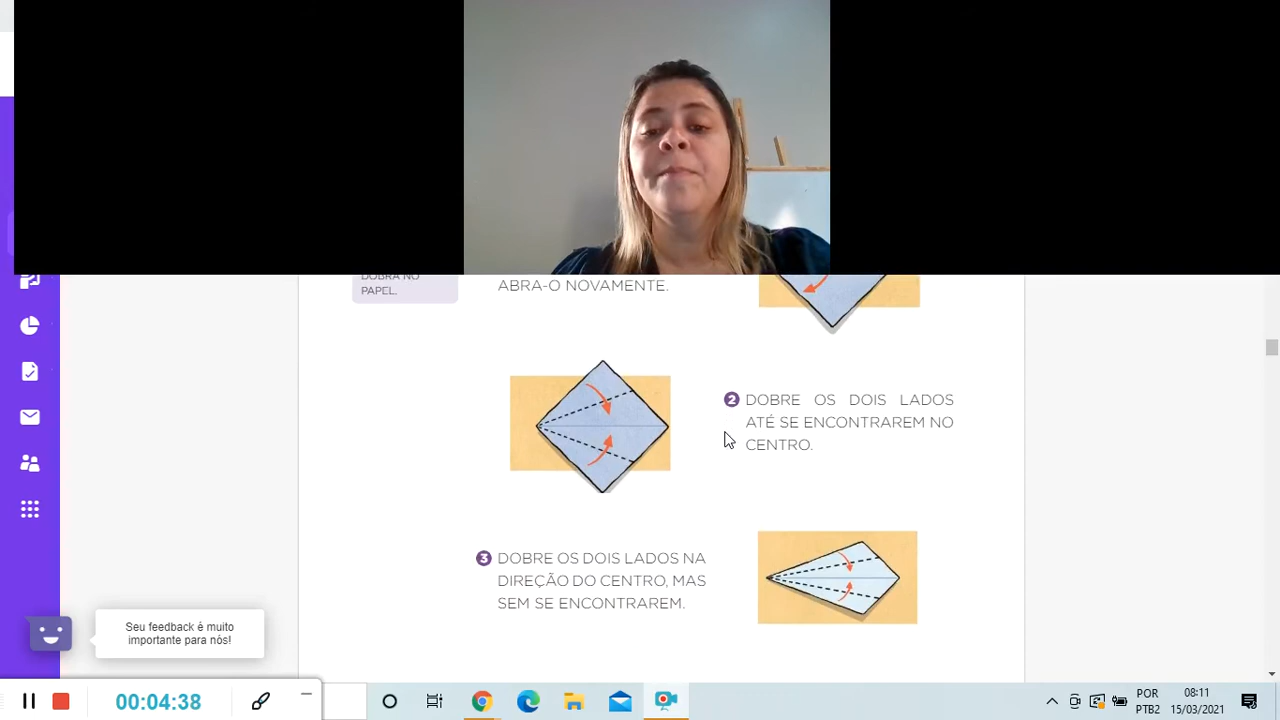 DOBRA NO
PAPEL.
ABRA-O NOVAMENTE.
2 DOBRE OS DOIS LADOS
ATÉ SE ENCONTRAREM NO
CENTRO.
3 DOBRE OS DOIS LADOS NA
DIREÇÃO DO CENTRO, MAS
SEM SE ENCONTRAREM.
Seu feedback é muito
importante para nós!
00:04:38
POR
PTB2
08:11
15/03/2021